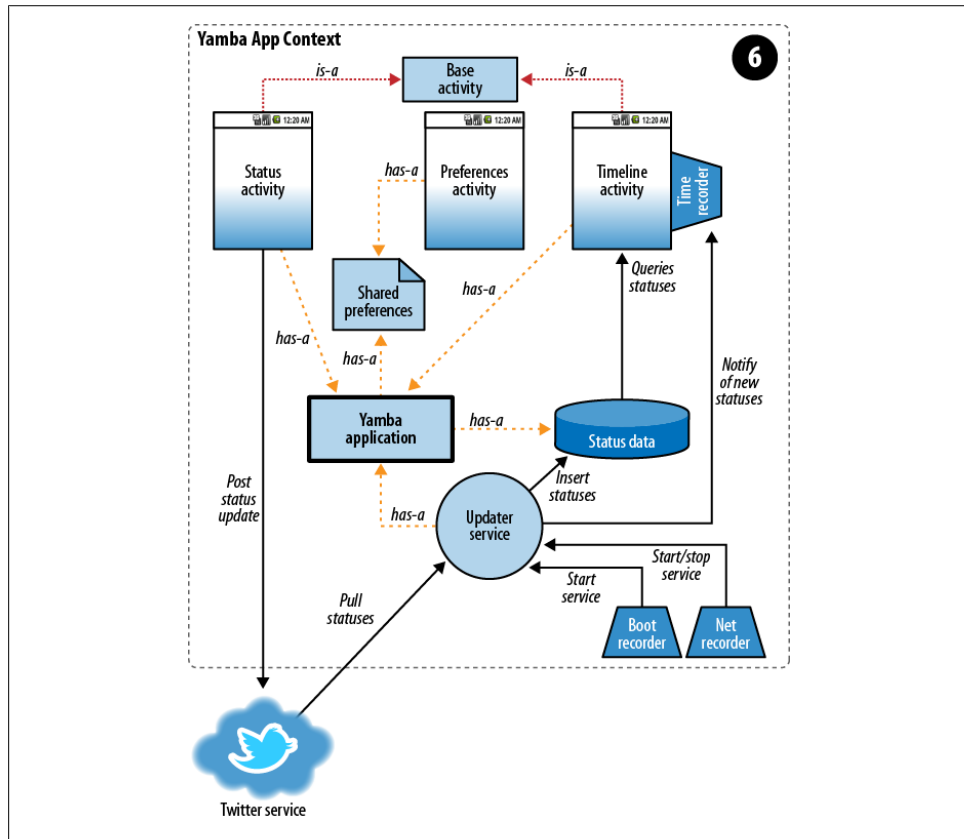 Yamba App Context
6
is-a
Base
activity
is-a
12:20 AM
12:20 AM
12:20 AM
Status
activity
has-a
Preferences
activity
Timeline
activity
Time
recorder
Shared
preferences
has-a
Queries
statuses
has-a
has-a
Notify
of new
statuses
Yamba
application
has-a
Status data
Post
status
update
has-a
Insert
statuses
Updater
service
Start/stop
service
Start
service
Pull
statuses
Boot
recorder
Net
recorder
Twitter service